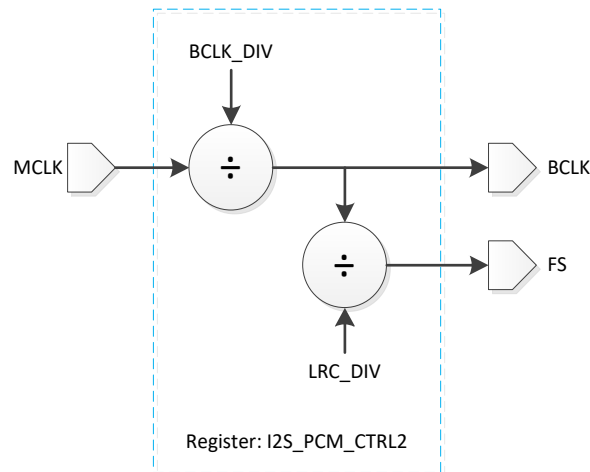 BCLK_DIV
MCLK
÷
BCLK
÷
FS
LRC_DIV
Register: I2S_PCM_CTRL2